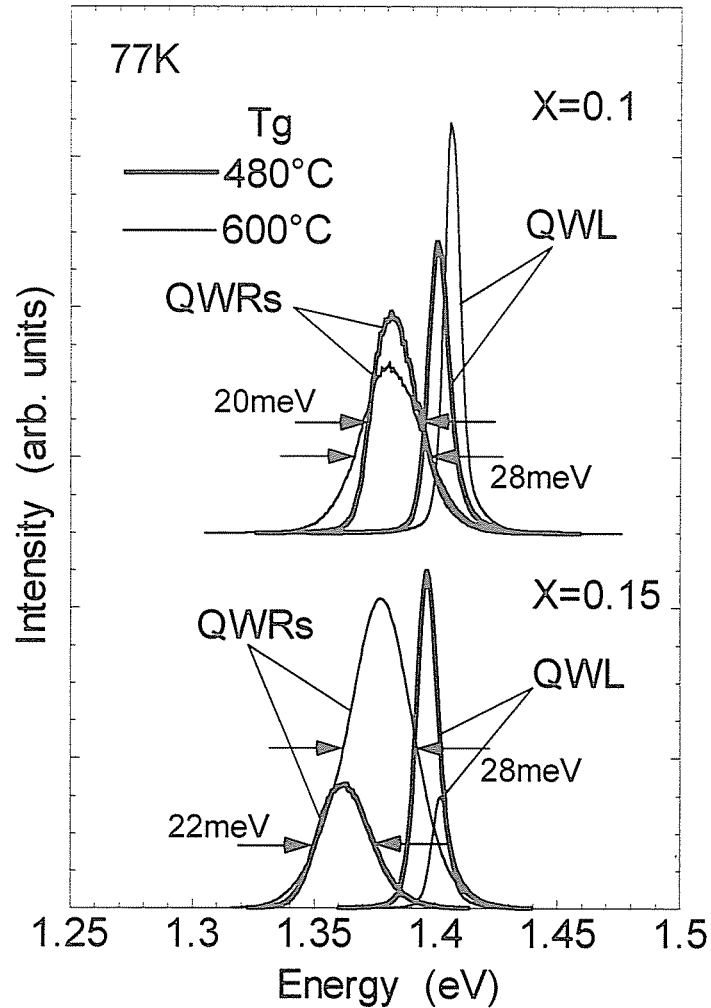 77K
X=0.1
Tg
480°C
600°C
QWL
QWRs
20meV
28meV
X=0.15
QWRs
QWL
28meV
22meV
Intensity (arb. units)
1.25 1.3 1.35 1.4 1.45 1.5
Energy (eV)